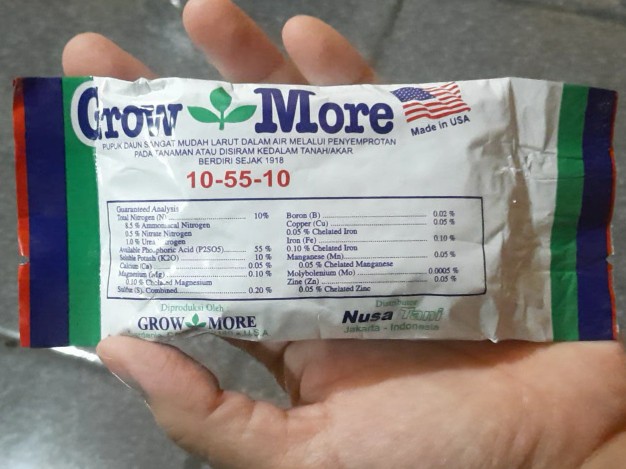 Grow More
Made in USA
PUPUK DAUN SANGAT MUDAH LARUT DALAM AIR MELALUI PENYEMPROTAN
PADA TANAMAN ATAU DISIRAM KEDALAM TANAH/AKAR
BERDIRI SEJAK 1918
10-55-10
Guaranteed Analysis
Total Nitrogen (N) 10%
8.5 % Ammoniacal Nitrogen
0.5 % Nitrate Nitrogen
1.0 % Urea Nitrogen
Available Phosphoric Acid (P2SO5) 55 %
Soluble Potash (K2O) 10 %
Calcium (Ca) 0.05 %
Magnesium (Mg) 0.10 %
0.10 % Chelated Magnesium
Sulfur (S). Combined 0.20 %
Boron (B) 0.02 %
Copper (Cu) 0.05 %
0.05 % Chelated Iron
Iron (Fe) 0.10 %
0.10 % Chelated Iron
Manganese (Mn) 0.05 %
0.05 % Chelated Manganese
Molybolenium (Mo) 0.0005 %
Zine (Zn) 0.05 %
0.05 % Chelated Zinc
Diproduksi Oleh
GROW MORE
U.S.A
Nusa Tani
Jakarta - Indonesia